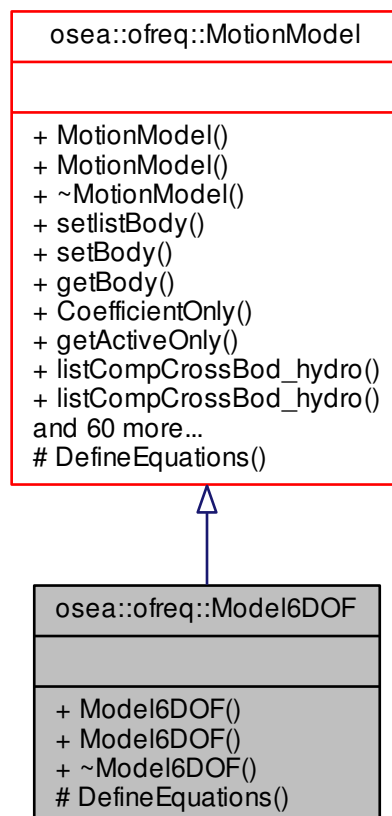 osea::ofreq::MotionModel
+ MotionModel()
+ MotionModel()
+ ~MotionModel()
+ setlistBody()
+ setBody()
+ getBody()
+ CoefficientOnly()
+ getActiveOnly()
+ listCompCrossBod_hydro()
+ listCompCrossBod_hydro()
and 60 more...
# DefineEquations()
osea::ofreq::Model6DOF
+ Model6DOF()
+ Model6DOF()
+ ~Model6DOF()
# DefineEquations()